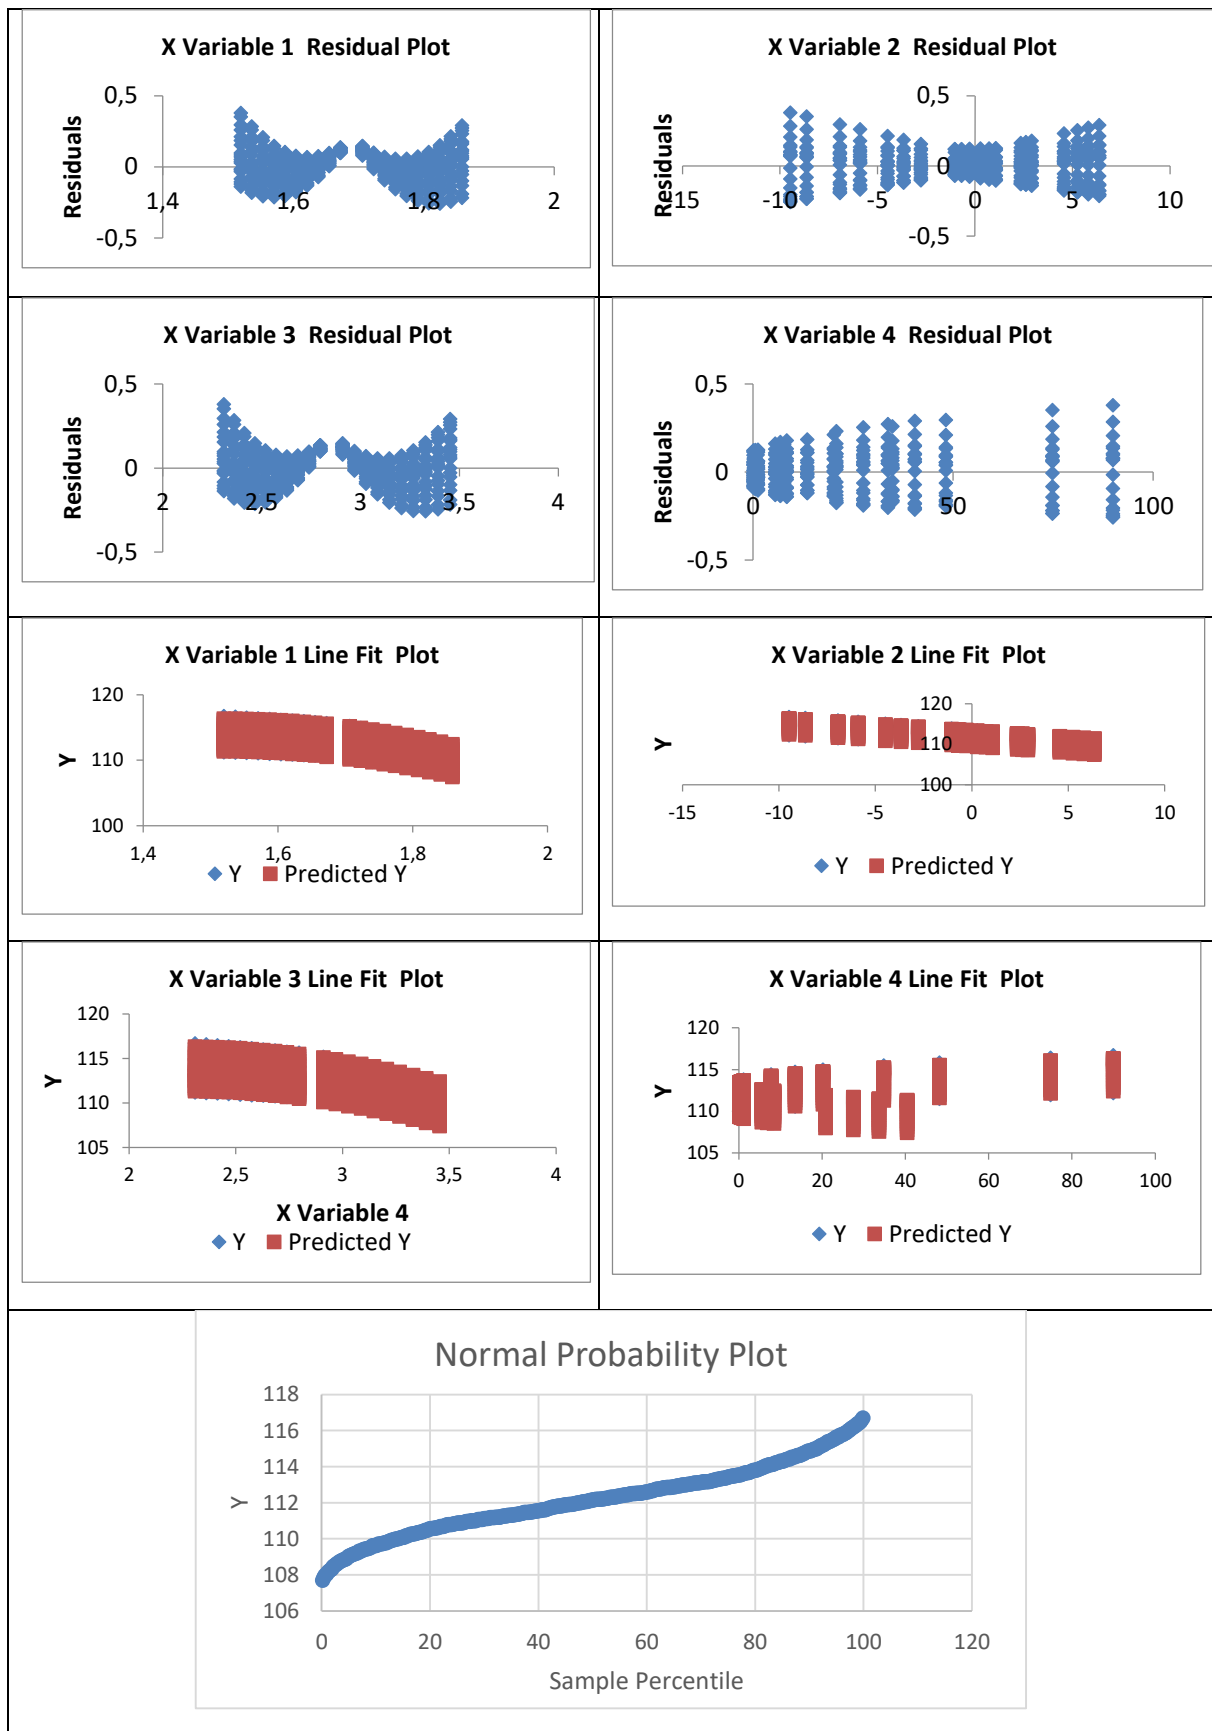 X Variable 1  Residual Plot
Residuals
0,5
0
-0,5
1,4
1,6
1,8
2
X Variable 2  Residual Plot
Residuals
0,5
0
-0,5
-15
-10
-5
0
5
10
X Variable 3  Residual Plot
Residuals
0,5
0
-0,5
2
2,5
3
3,5
4
X Variable 4  Residual Plot
Residuals
0,5
0
-0,5
0
50
100
X Variable 1 Line Fit  Plot
Y
120
110
100
1,4
1,6
1,8
2
Y
Predicted Y
X Variable 2 Line Fit  Plot
Y
120
110
100
-15
-10
-5
0
5
10
Y
Predicted Y
X Variable 3 Line Fit  Plot
Y
120
115
110
105
2
2,5
3
3,5
4
X Variable 4
Y
Predicted Y
X Variable 4 Line Fit  Plot
Y
120
115
110
105
0
20
40
60
80
100
Y
Predicted Y
Normal Probability Plot
Y
118
116
114
112
110
108
106
0
20
40
60
80
100
120
Sample Percentile